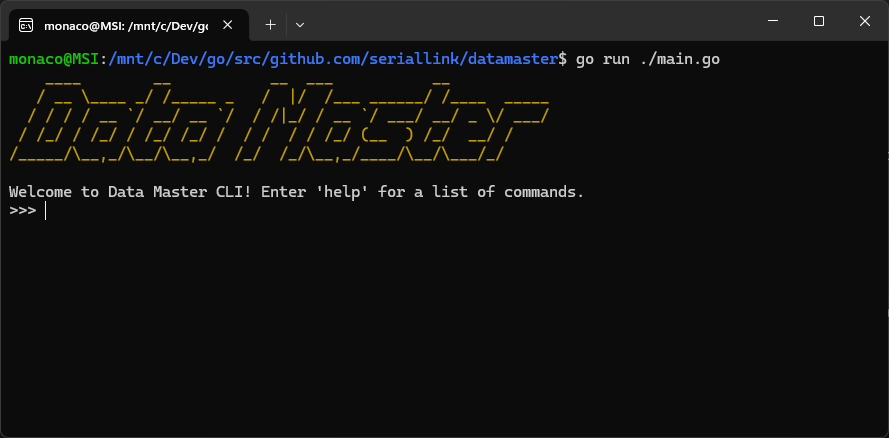 monaco@MSI: /mnt/c/Dev/go
monaco@MSI:/mnt/c/Dev/go/src/github.com/seriallink/datamaster$ go run ./main.go
Data Master
Welcome to Data Master CLI! Enter 'help' for a list of commands.
>>>